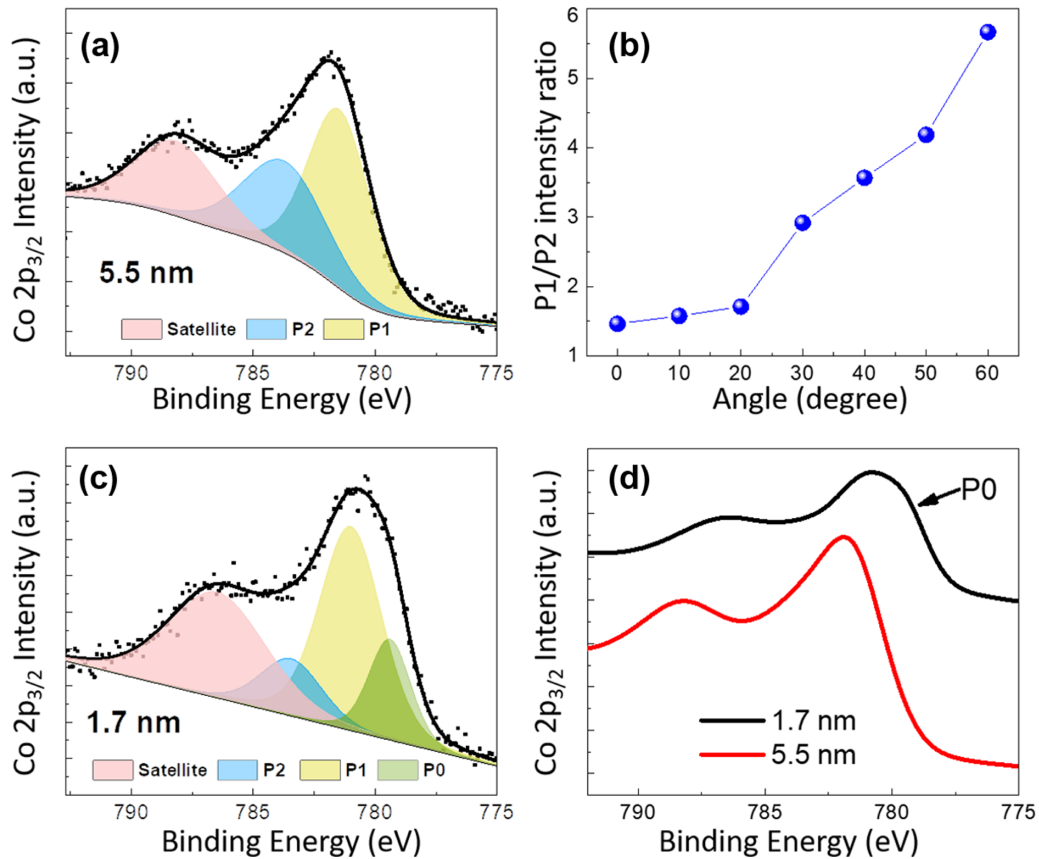 (a)
Co 2p3/2 Intensity (a.u.)
5.5 nm
Satellite P2 P1
790 785 780 775
Binding Energy (eV)
(b)
P1/P2 intensity ratio
6
5
4
3
2
1
0 10 20 30 40 50 60
Angle (degree)
(c)
Co 2p3/2 Intensity (a.u.)
1.7 nm
Satellite P2 P1 P0
790 785 780 775
Binding Energy (eV)
(d)
Co 2p3/2 Intensity (a.u.)
P0
1.7 nm
5.5 nm
790 785 780 775
Binding Energy (eV)